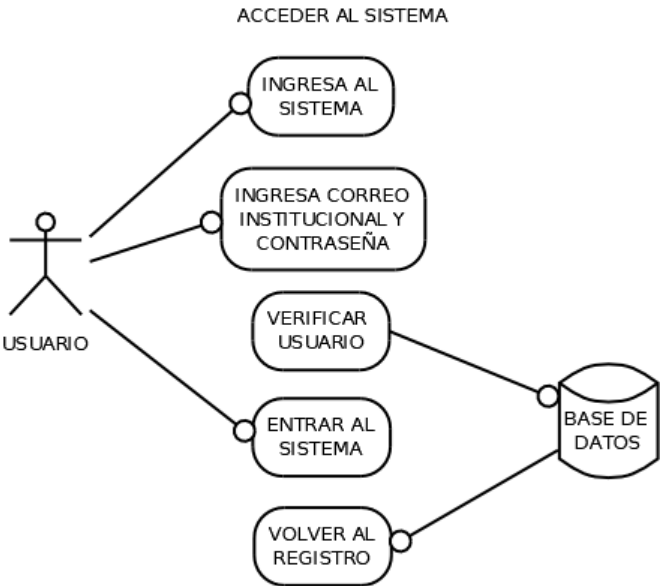 ACCEDER AL SISTEMA
INGRESA AL
SISTEMA
INGRESA CORREO
INSTITUCIONAL Y
CONTRASEÑA
USUARIO
VERIFICAR
USUARIO
ENTRAR AL
SISTEMA
BASE DE
DATOS
VOLVER AL
REGISTRO